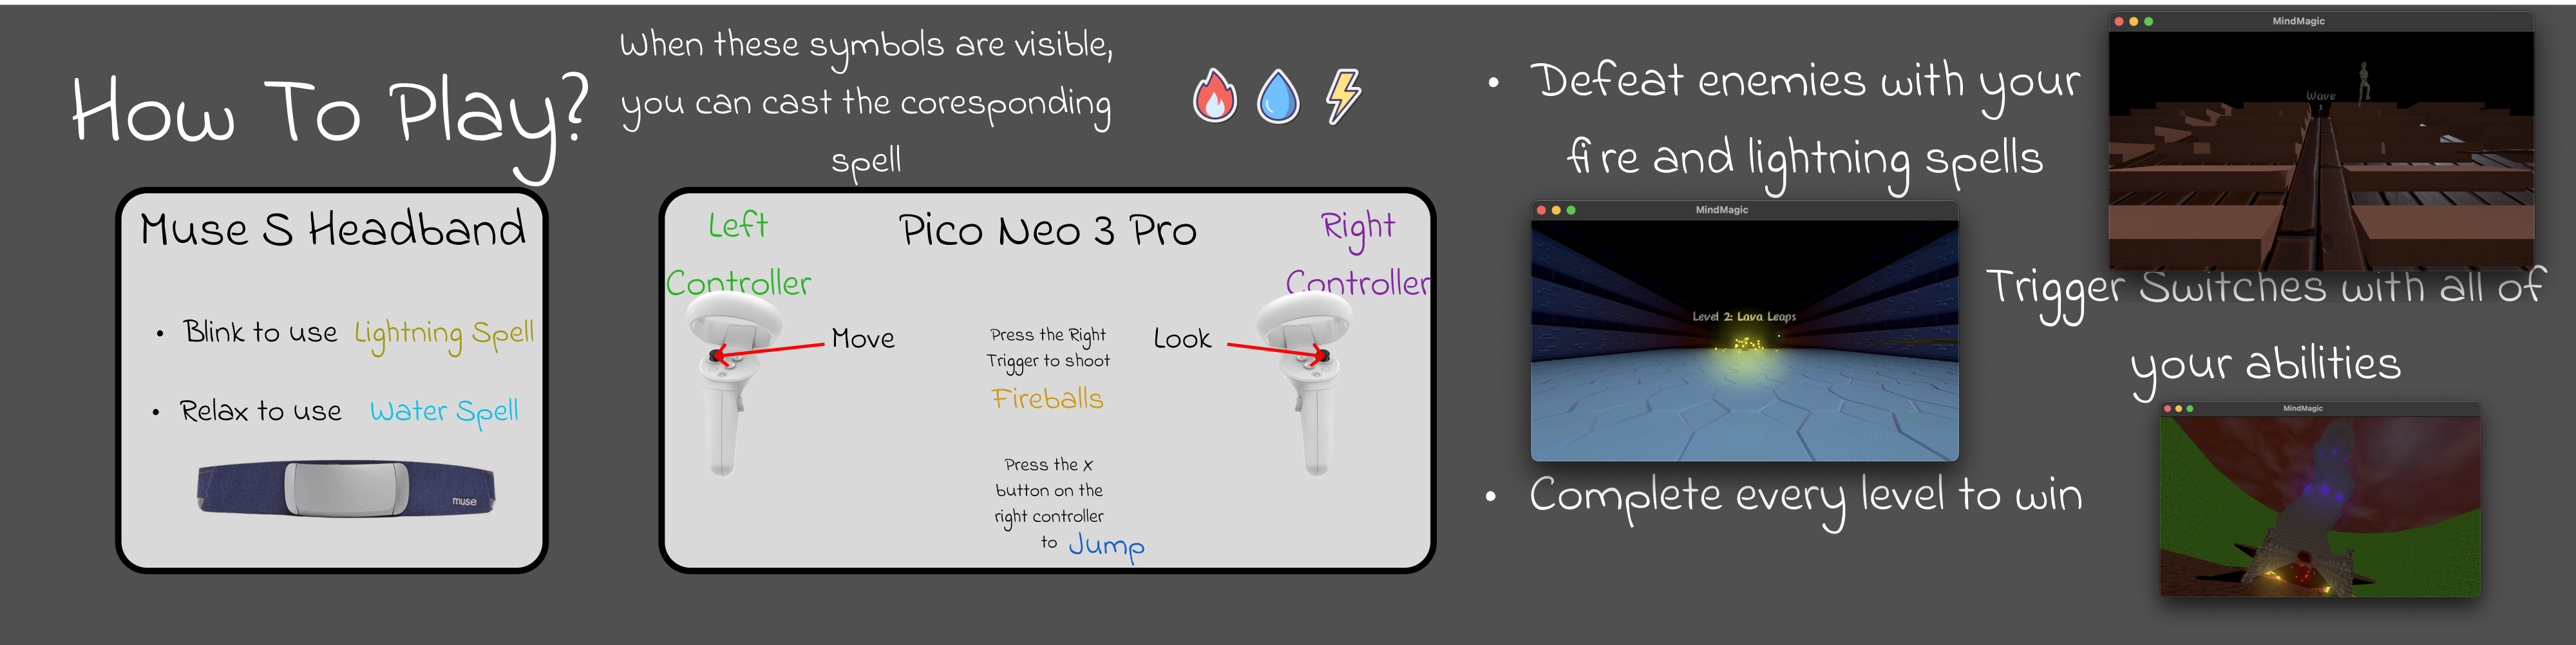 How To Play?
When these symbols are visible,
you can cast the coresponding
spell
Muse S Headband
• Blink to use Lightning Spell
• Relax to use Water Spell
muse
Pico Neo 3 Pro
Left
Controller
Right
Controller
Move
Look
Press the Right
Trigger to shoot
Fireballs
Press the X
button on the
right controller
to Jump
• Defeat enemies with your
fire and lightning spells
MindMagic
Level 2: Lava Leaps
• Complete every level to win
MindMagic
Wave
1
Trigger Switches with all of
your abilities
MindMagic